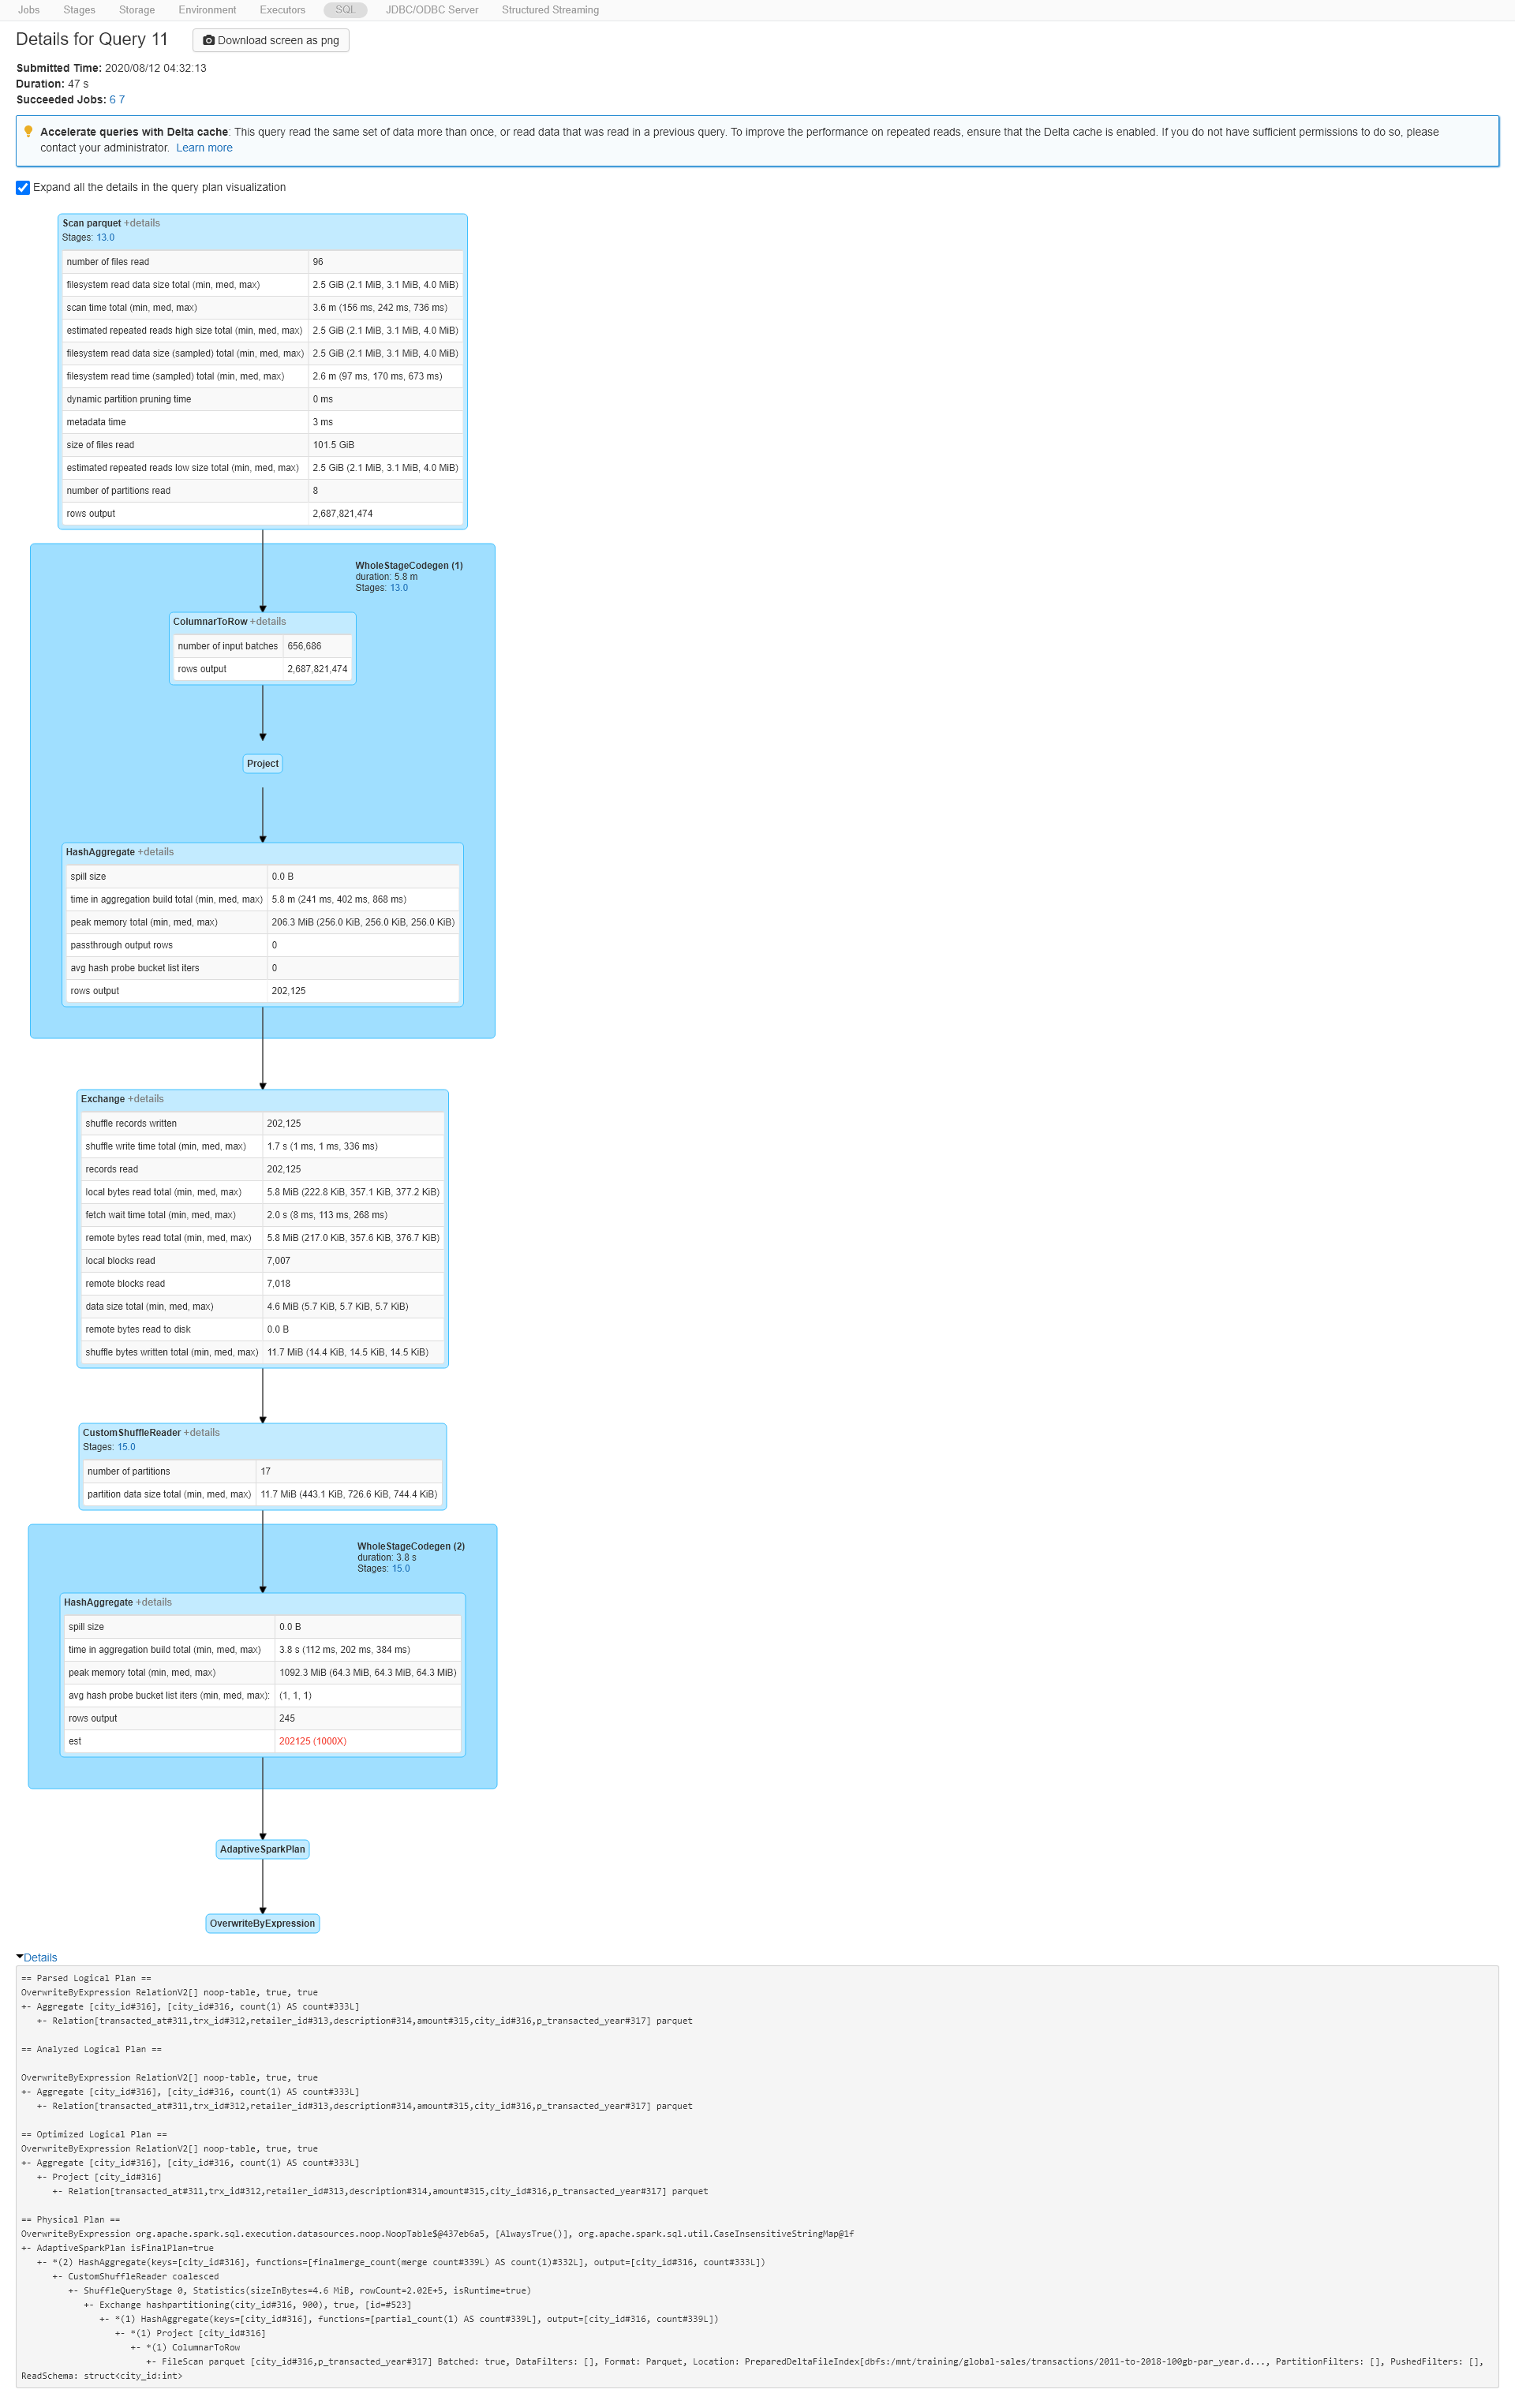 Jobs Stages Storage Environment Executors SQL JDBC/ODBC Server Structured Streaming
Details for Query 11 Download screen as png
Submitted Time: 2020/08/12 04:32:13
Duration: 47 s
Succeeded Jobs: 6 7
Accelerate queries with Delta cache: This query read the same set of data more than once, or read data that was read in a previous query. To improve the performance on repeated reads, ensure that the Delta cache is enabled. If you do not have sufficient permissions to do so, please
contact your administrator. Learn more
Expand all the details in the query plan visualization
Scan parquet +details
Stages: 13.0
number of files read 96
filesystem read data size total (min, med, max) 2.5 GiB (2.1 MiB, 3.1 MiB, 4.0 MiB)
scan time total (min, med, max) 3.6 m (156 ms, 242 ms, 736 ms)
estimated repeated reads high size total (min, med, max) 2.5 GiB (2.1 MiB, 3.1 MiB, 4.0 MiB)
filesystem read data size (sampled) total (min, med, max) 2.5 GiB (2.1 MiB, 3.1 MiB, 4.0 MiB)
filesystem read time (sampled) total (min, med, max) 2.6 m (97 ms, 170 ms, 673 ms)
dynamic partition pruning time 0 ms
metadata time 3 ms
size of files read 101.5 GiB
estimated repeated reads low size total (min, med, max) 2.5 GiB (2.1 MiB, 3.1 MiB, 4.0 MiB)
number of partitions read 8
rows output 2,687,821,474
WholeStageCodegen (1)
duration: 5.8 m
Stages: 13.0
ColumnarToRow +details
number of input batches 656,686
rows output 2,687,821,474
Project
HashAggregate +details
spill size 0.0 B
time in aggregation build total (min, med, max) 5.8 m (241 ms, 402 ms, 868 ms)
peak memory total (min, med, max) 206.3 MiB (256.0 KiB, 256.0 KiB, 256.0 KiB)
passthrough output rows 0
avg hash probe bucket list iters 0
rows output 202,125
Exchange +details
shuffle records written 202,125
shuffle write time total (min, med, max) 1.7 s (1 ms, 1 ms, 336 ms)
records read 202,125
local bytes read total (min, med, max) 5.8 MiB (222.8 KiB, 357.1 KiB, 377.2 KiB)
fetch wait time total (min, med, max) 2.0 s (8 ms, 113 ms, 268 ms)
remote bytes read total (min, med, max) 5.8 MiB (217.0 KiB, 357.6 KiB, 376.7 KiB)
local blocks read 7,007
remote blocks read 7,018
data size total (min, med, max) 4.6 MiB (5.7 KiB, 5.7 KiB, 5.7 KiB)
remote bytes read to disk 0.0 B
shuffle bytes written total (min, med, max) 11.7 MiB (14.4 KiB, 14.5 KiB, 14.5 KiB)
CustomShuffleReader +details
Stages: 15.0
number of partitions 17
partition data size total (min, med, max) 11.7 MiB (443.1 KiB, 726.6 KiB, 744.4 KiB)
WholeStageCodegen (2)
duration: 3.8 s
Stages: 15.0
HashAggregate +details
spill size 0.0 B
time in aggregation build total (min, med, max) 3.8 s (112 ms, 202 ms, 384 ms)
peak memory total (min, med, max) 1092.3 MiB (64.3 MiB, 64.3 MiB, 64.3 MiB)
avg hash probe bucket list iters (min, med, max): (1, 1, 1)
rows output 245
est 202125 (1000X)
AdaptiveSparkPlan
OverwriteByExpression
Details
== Parsed Logical Plan ==
OverwriteByExpression RelationV2[] noop-table, true, true
+- Aggregate [city_id#316], [city_id#316, count(1) AS count#333L]
+- Relation[transacted_at#311,trx_id#312,retailer_id#313,description#314,amount#315,city_id#316,p_transacted_year#317] parquet
== Analyzed Logical Plan ==
OverwriteByExpression RelationV2[] noop-table, true, true
+- Aggregate [city_id#316], [city_id#316, count(1) AS count#333L]
+- Relation[transacted_at#311,trx_id#312,retailer_id#313,description#314,amount#315,city_id#316,p_transacted_year#317] parquet
== Optimized Logical Plan ==
OverwriteByExpression RelationV2[] noop-table, true, true
+- Aggregate [city_id#316], [city_id#316, count(1) AS count#333L]
+- Project [city_id#316]
+- Relation[transacted_at#311,trx_id#312,retailer_id#313,description#314,amount#315,city_id#316,p_transacted_year#317] parquet
== Physical Plan ==
OverwriteByExpression org.apache.spark.sql.execution.datasources.noop.NoopTable$@437eb6a5, [AlwaysTrue()], org.apache.spark.sql.util.CaseInsensitiveStringMap@1f
+- AdaptiveSparkPlan isFinalPlan=true
+- *(2) HashAggregate(keys=[city_id#316], functions=[finalmerge_count(merge count#339L) AS count(1)#332L], output=[city_id#316, count#333L])
+- CustomShuffleReader coalesced
+- ShuffleQueryStage 0, Statistics(sizeInBytes=4.6 MiB, rowCount=2.02E+5, isRuntime=true)
+- Exchange hashpartitioning(city_id#316, 900), true, [id=#523]
+- *(1) HashAggregate(keys=[city_id#316], functions=[partial_count(1) AS count#339L], output=[city_id#316, count#339L])
+- *(1) Project [city_id#316]
+- *(1) ColumnarToRow
+- FileScan parquet [city_id#316,p_transacted_year#317] Batched: true, DataFilters: [], Format: Parquet, Location: PreparedDeltaFileIndex[dbfs:/mnt/training/global-sales/transactions/2011-to-2018-100gb-par_year.d..., PartitionFilters: [], PushedFilters: [],
ReadSchema: struct<city_id:int>